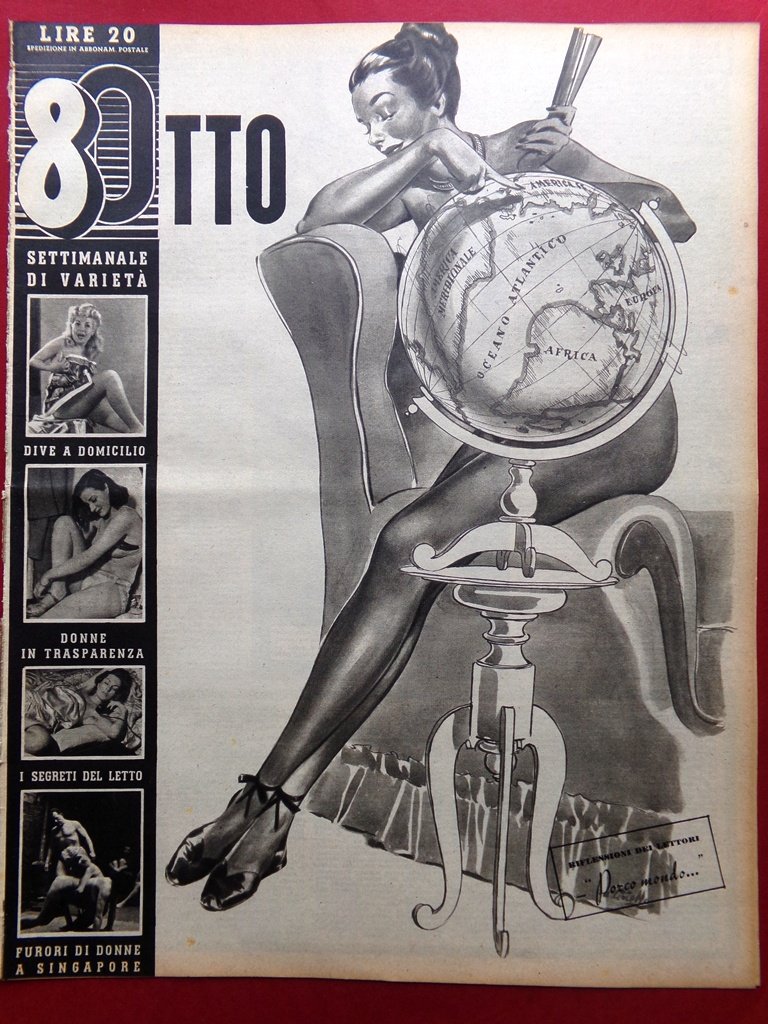 LIRE 20
SPEDIZIONE IN ABBONAM. POSTALE
8OTTO
SETTIMANALE
DI VARIETÀ
DIVE A DOMICILIO
DONNE
IN TRASPARENZA
I SEGRETI DEL LETTO
FURORI DI DONNE
A SINGAPORE
AMERICA
AMERICA
MERIDIONALE
OCEANO ATLANTICO
EUROPA
AFRICA
RIFLESSIONI DEI LETTORI
"Porco mondo..."